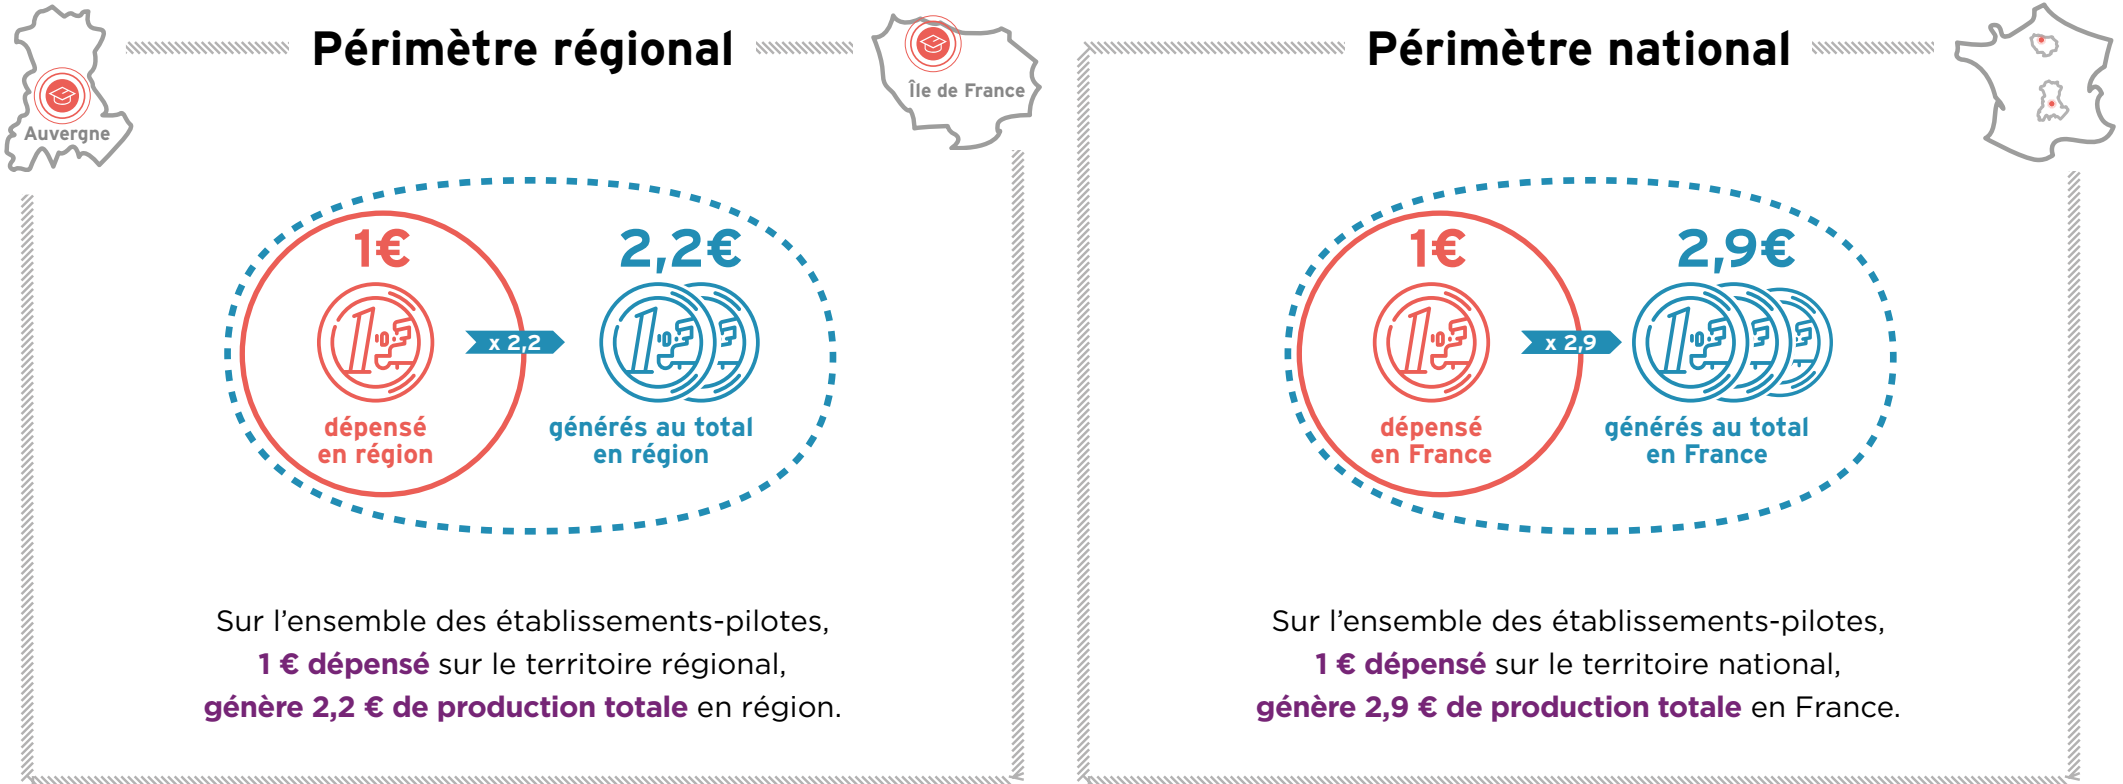 Périmètre régional
Auvergne
Île de France
1€
2,2€
x 2,2
dépensé
en région
générés au total
en région
Sur l'ensemble des établissements-pilotes,
1 € dépensé sur le territoire régional,
génère 2,2 € de production totale en région.
Périmètre national
1€
2,9€
x 2,9
dépensé
en France
générés au total
en France
Sur l'ensemble des établissements-pilotes,
1 € dépensé sur le territoire national,
génère 2,9 € de production totale en France.